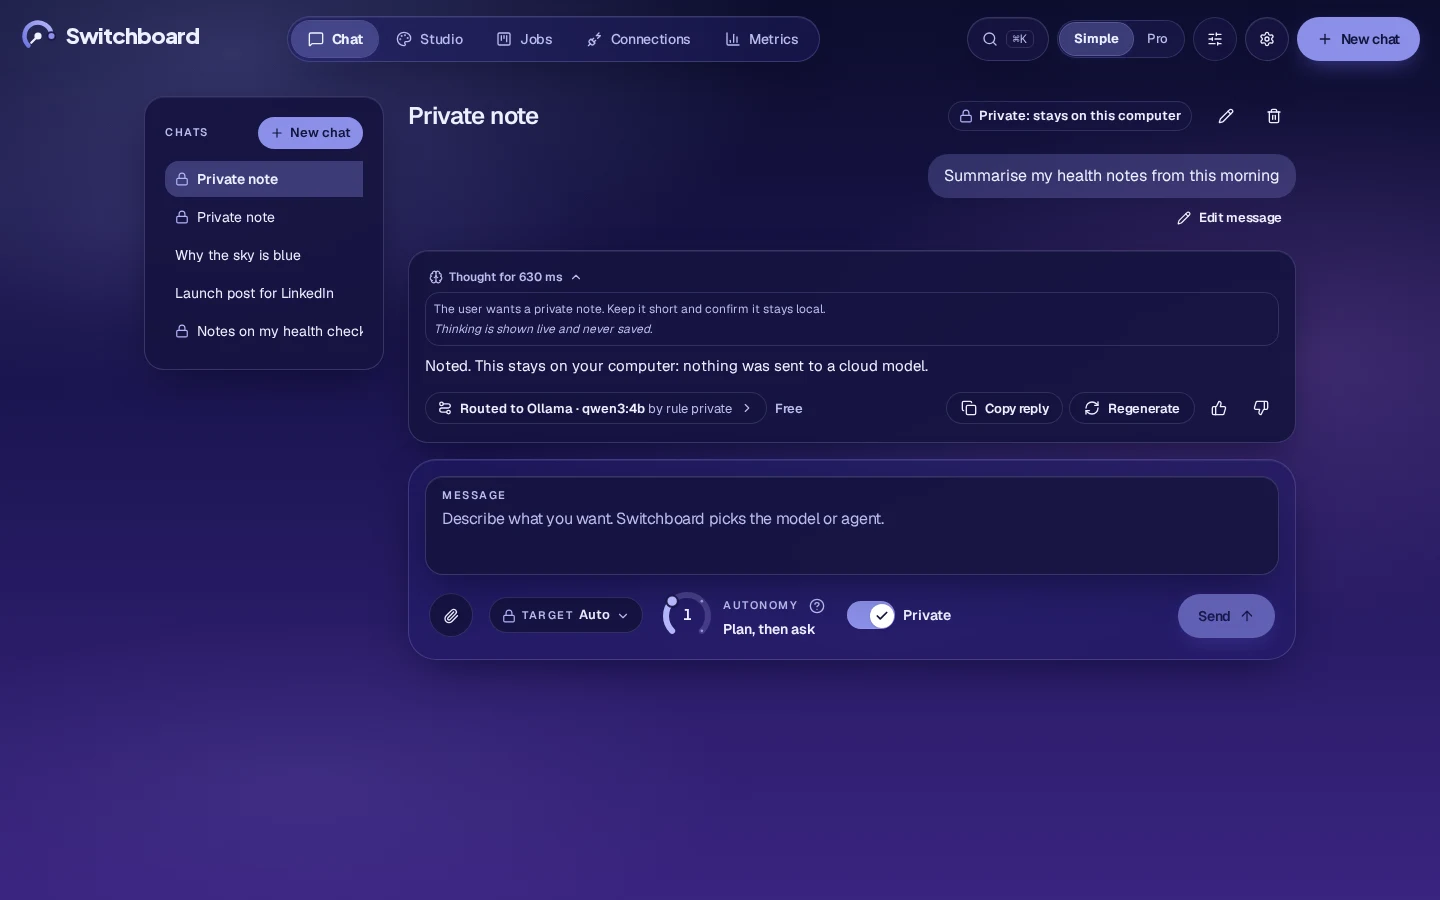 Switchboard
Chat
Studio
Jobs
Connections
Metrics
⌘K
Simple
Pro
New chat
CHATS
New chat
Private note
Private note
Why the sky is blue
Launch post for LinkedIn
Notes on my health check
Private note
Private: stays on this computer
Summarise my health notes from this morning
Edit message
Thought for 630 ms
The user wants a private note. Keep it short and confirm it stays local.
Thinking is shown live and never saved.
Noted. This stays on your computer: nothing was sent to a cloud model.
Routed to Ollama · qwen3:4b by rule private
Free
Copy reply
Regenerate
MESSAGE
Describe what you want. Switchboard picks the model or agent.
TARGET Auto
1
AUTONOMY
Plan, then ask
Private
Send